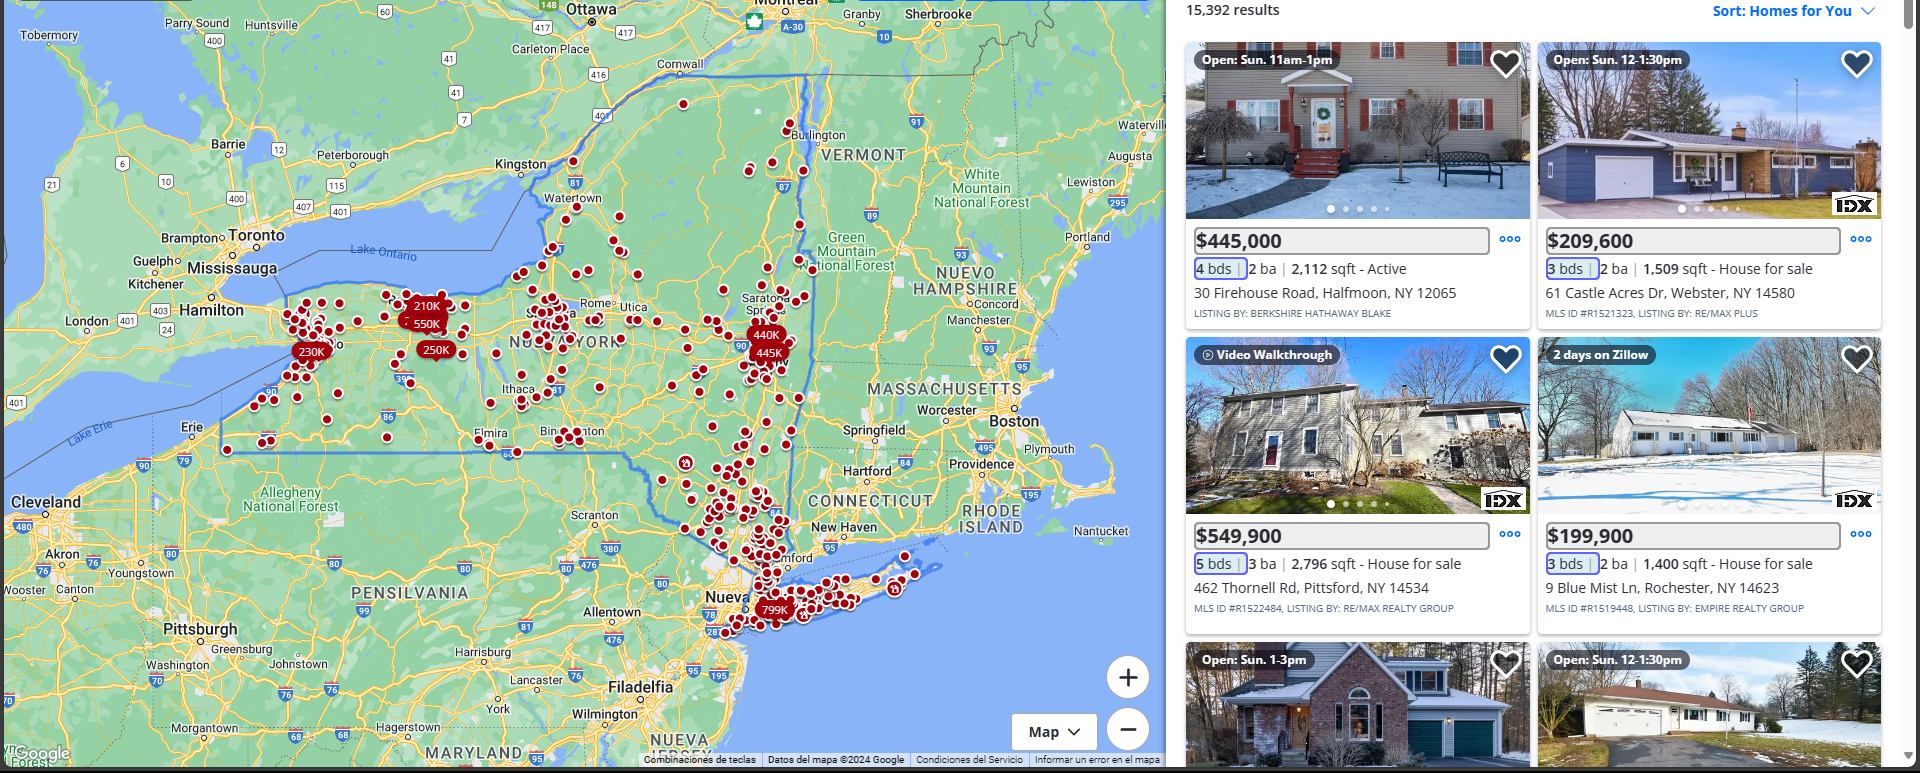 Tobermory
Parry Sound
Huntsville
Ottawa
Montréal
Granby
Sherbrooke
Carleton Place
Cornwall
Barrie
Peterborough
Kingston
Burlington
VERMONT
Waterville
Augusta
Lewiston
White
Mountain
National Forest
Watertown
Brampton
Toronto
Lake Ontario
Green
Mountain
National Forest
Portland
Guelph
Mississauga
Kitchener
NUEVO
HAMPSHIRE
Concord
Hamilton
London
Rome
Utica
Saratoga
Springs
Manchester
210K
550K
230K
250K
440K
445K
799K
NUEVA YORK
Ithaca
MASSACHUSETTS
Worcester
Boston
Lake Erie
Erie
Elmira
Binghamton
Springfield
Plymouth
Hartford
Providence
Cleveland
Allegheny
National Forest
CONNECTICUT
RHODE
ISLAND
Scranton
New Haven
Nantucket
Akron
Youngstown
Wooster
Canton
PENSILVANIA
Nueva
Allentown
Pittsburgh
Greensburg
Johnstown
Harrisburg
Washington
Lancaster
Filadelfia
York
Wilmington
Morgantown
Hagerstown
MARYLAND
NUEVA
JERSEY
Google
Map
Combinaciones de teclas
Datos del mapa ©2024 Google
Condiciones del Servicio
Informar un error en el mapa
15,392 results
Sort: Homes for You
Open: Sun. 11am-1pm
$445,000
4 bds | 2 ba | 2,112 sqft - Active
30 Firehouse Road, Halfmoon, NY 12065
LISTING BY: BERKSHIRE HATHAWAY BLAKE
Open: Sun. 12-1:30pm
IDX
$209,600
3 bds | 2 ba | 1,509 sqft - House for sale
61 Castle Acres Dr, Webster, NY 14580
MLS ID #R1521323, LISTING BY: RE/MAX PLUS
Video Walkthrough
IDX
$549,900
5 bds | 3 ba | 2,796 sqft - House for sale
462 Thornell Rd, Pittsford, NY 14534
MLS ID #R1522484, LISTING BY: RE/MAX REALTY GROUP
2 days on Zillow
IDX
$199,900
3 bds | 2 ba | 1,400 sqft - House for sale
9 Blue Mist Ln, Rochester, NY 14623
MLS ID #R1519448, LISTING BY: EMPIRE REALTY GROUP
Open: Sun. 1-3pm
Open: Sun. 12-1:30pm